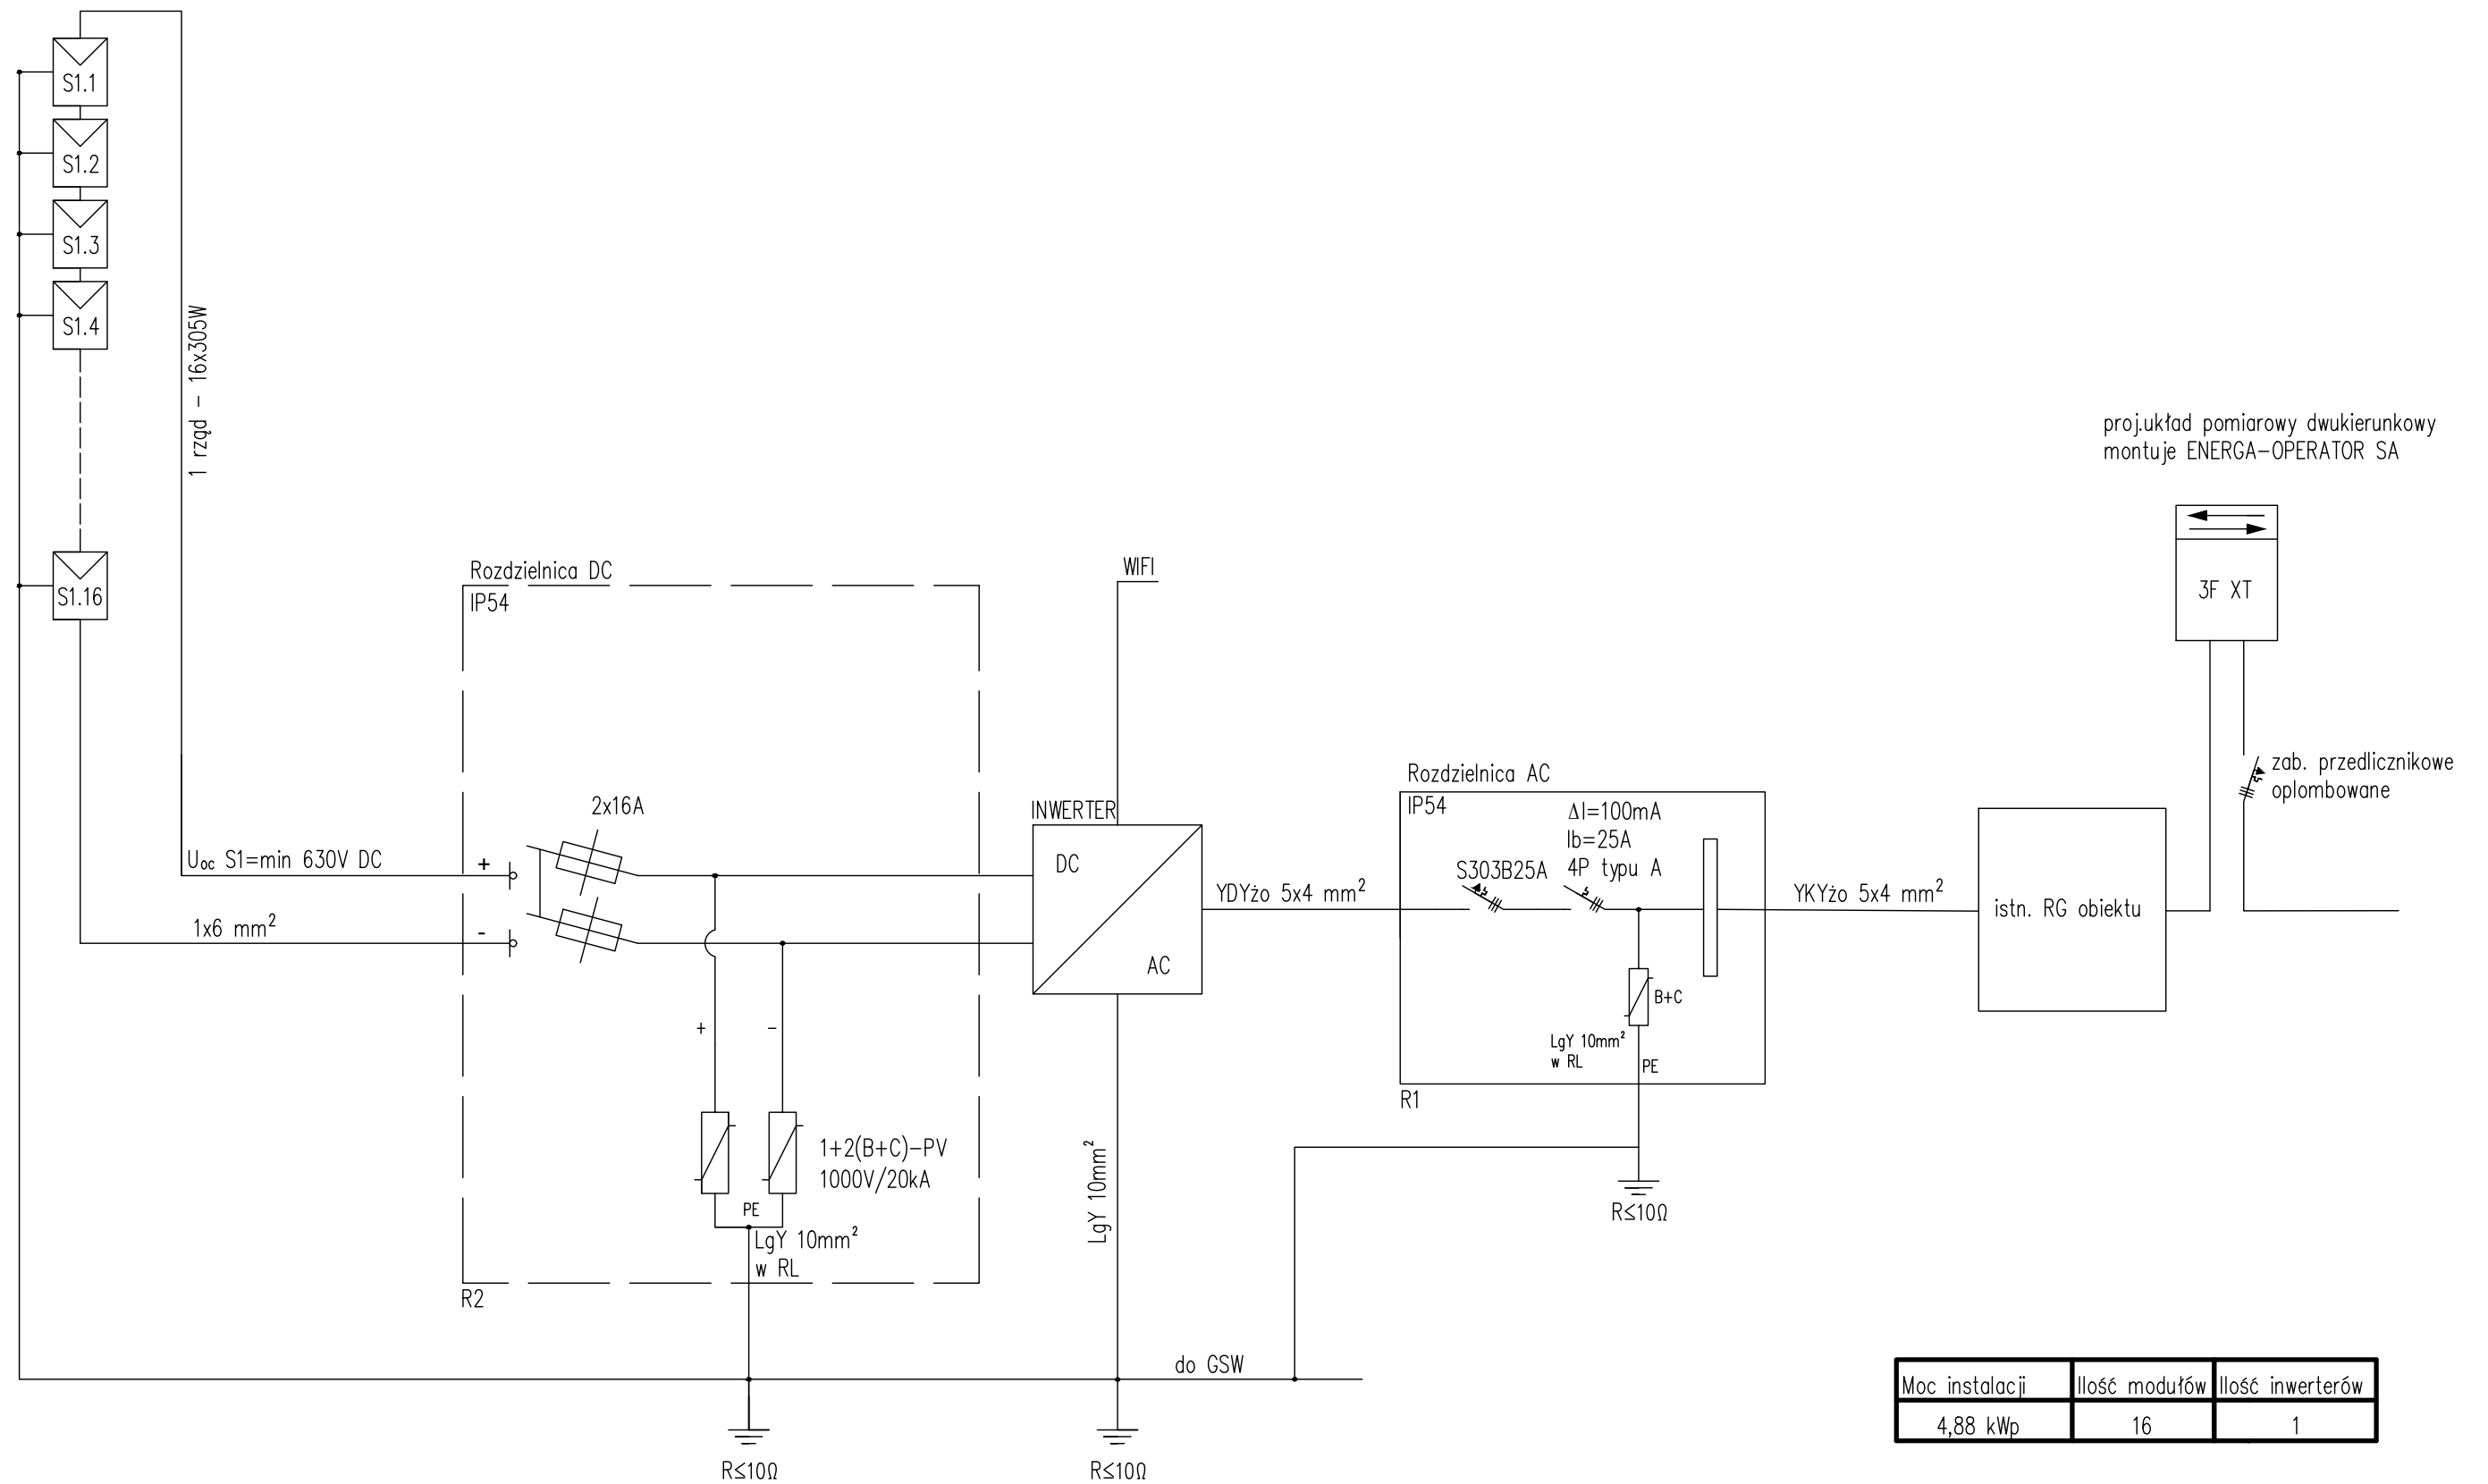 S1.1
S1.2
S1.3
S1.4
S1.16
1 rząd - 16x305W
Uoc S1=min 630V DC
1x6 mm²
Rozdzielnica DC
IP54
2x16A
+
-
+
-
1+2(B+C)-PV
1000V/20kA
PE
LgY 10mm²
w RL
R2
R≤10Ω
WIFI
INWERTER
DC
AC
LgY 10mm²
R≤10Ω
do GSW
YDYżo 5x4 mm²
Rozdzielnica AC
IP54
ΔI=100mA
Ib=25A
4P typu A
S303B25A
B+C
LgY 10mm²
w RL
PE
R1
R≤10Ω
YKYżo 5x4 mm²
istn. RG obiektu
proj.układ pomiarowy dwukierunkowy
montuje ENERGA-OPERATOR SA
3F XT
zab. przedlicznikowe
oplombowane
Moc instalacji Ilość modułów Ilość inwerterów
4,88 kWp 16 1